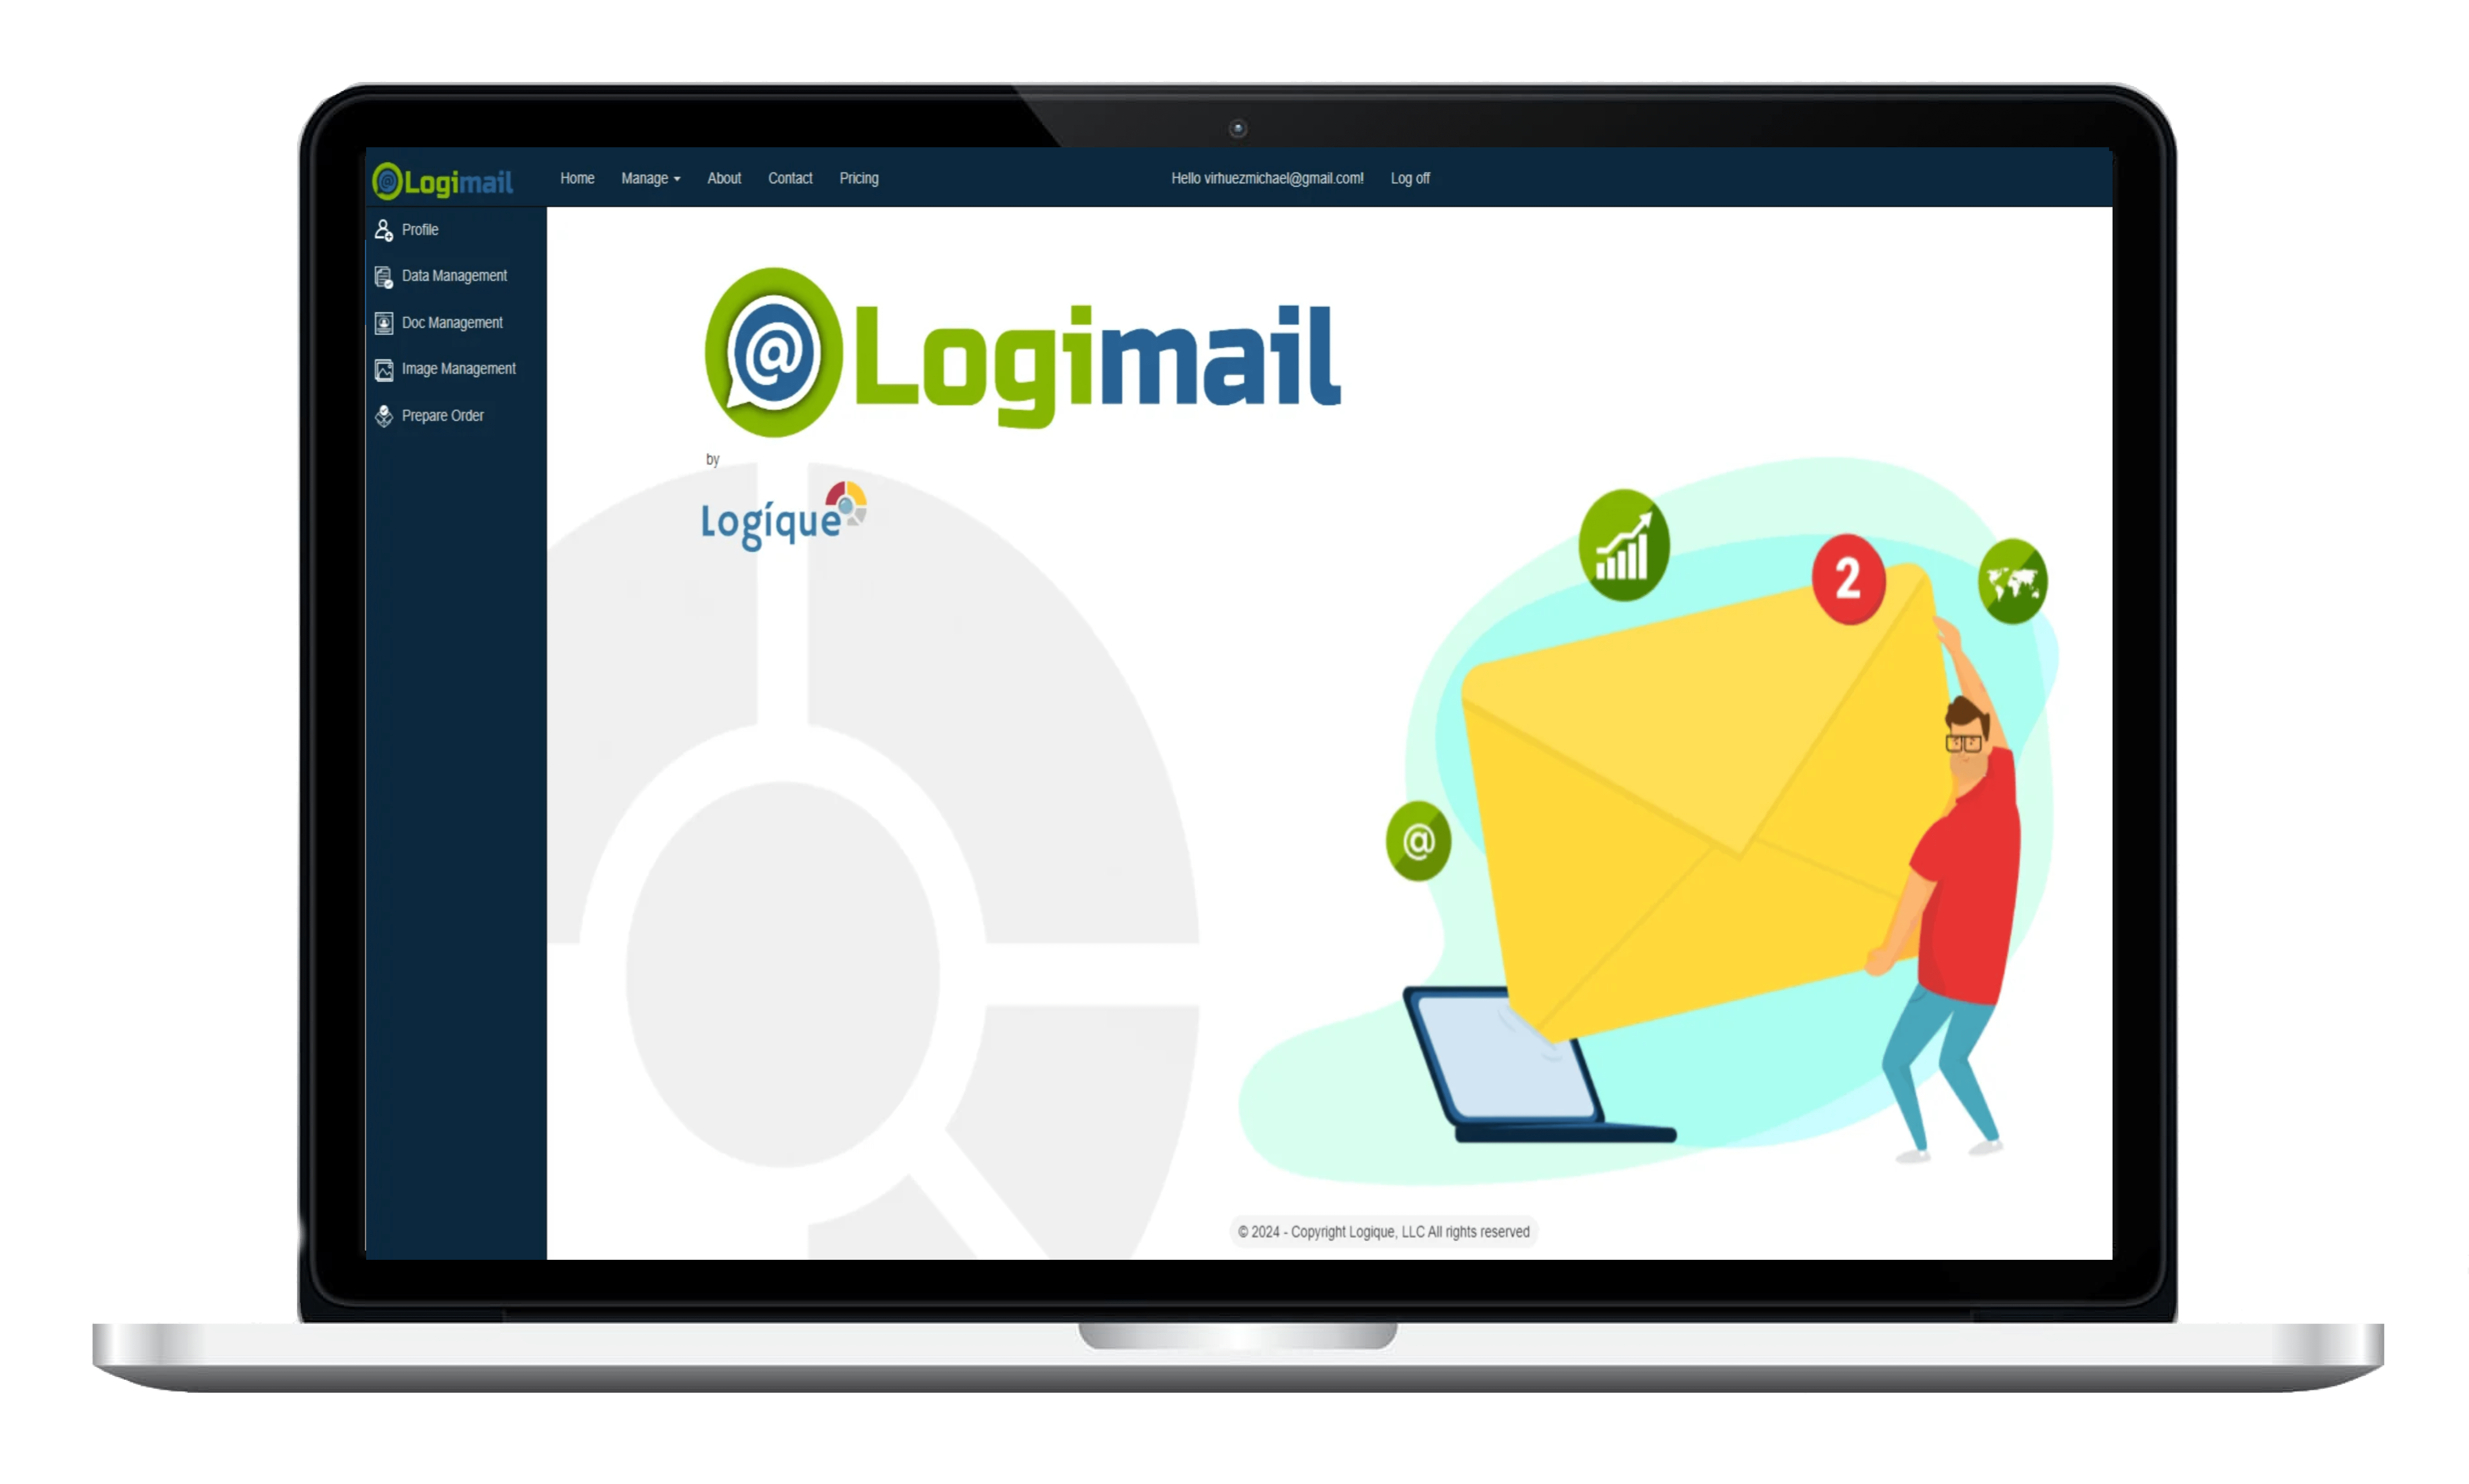 @Logimail
Home Manage About Contact Pricing Hello virhuezmichael@gmail.com! Log off
Profile
Data Management
Doc Management
Image Management
Prepare Order
@Logimail
by
Logíque
2
@
© 2024 - Copyright Logique, LLC All rights reserved